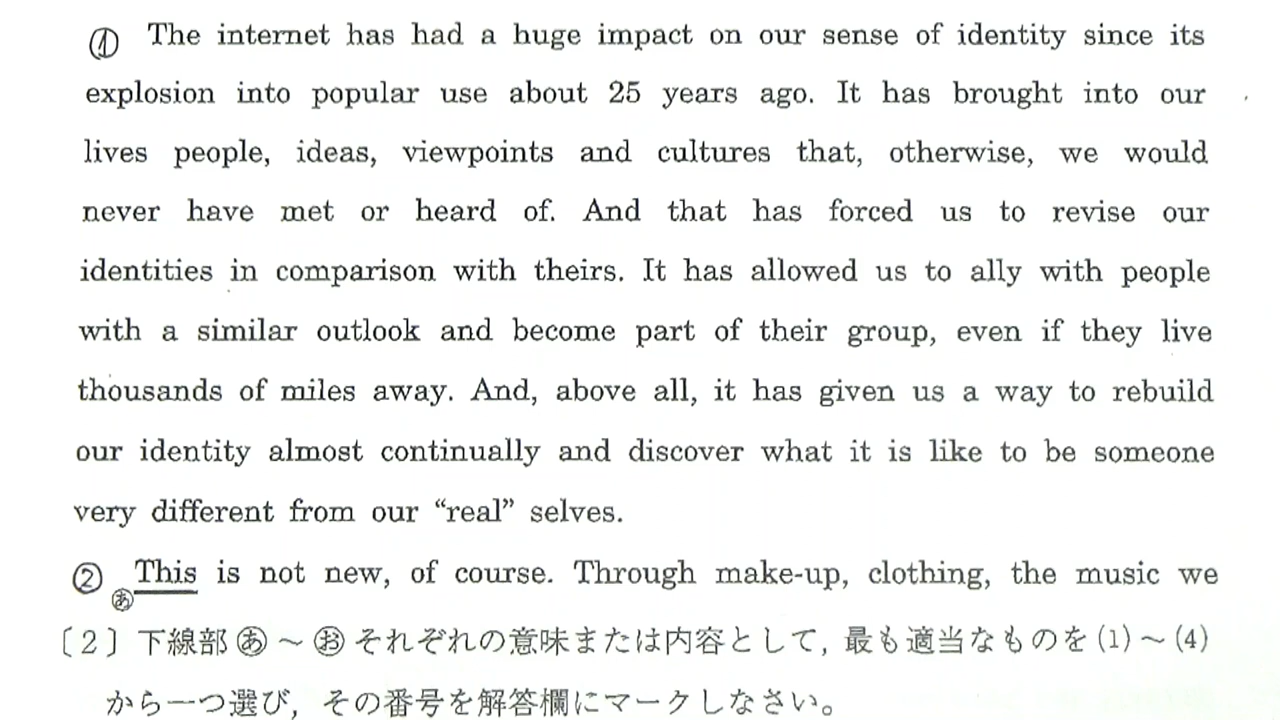 ① The internet has had a huge impact on our sense of identity since its
explosion into popular use about 25 years ago. It has brought into our
lives people, ideas, viewpoints and cultures that, otherwise, we would
never have met or heard of. And that has forced us to revise our
identities in comparison with theirs. It has allowed us to ally with people
with a similar outlook and become part of their group, even if they live
thousands of miles away. And, above all, it has given us a way to rebuild
our identity almost continually and discover what it is like to be someone
very different from our “real” selves.
② This is not new, of course. Through make-up, clothing, the music we
あ
〔2〕下線部あ～おそれぞれの意味または内容として, 最も適当なものを(1)～(4)
から一つ選び, その番号を解答欄にマークしなさい。